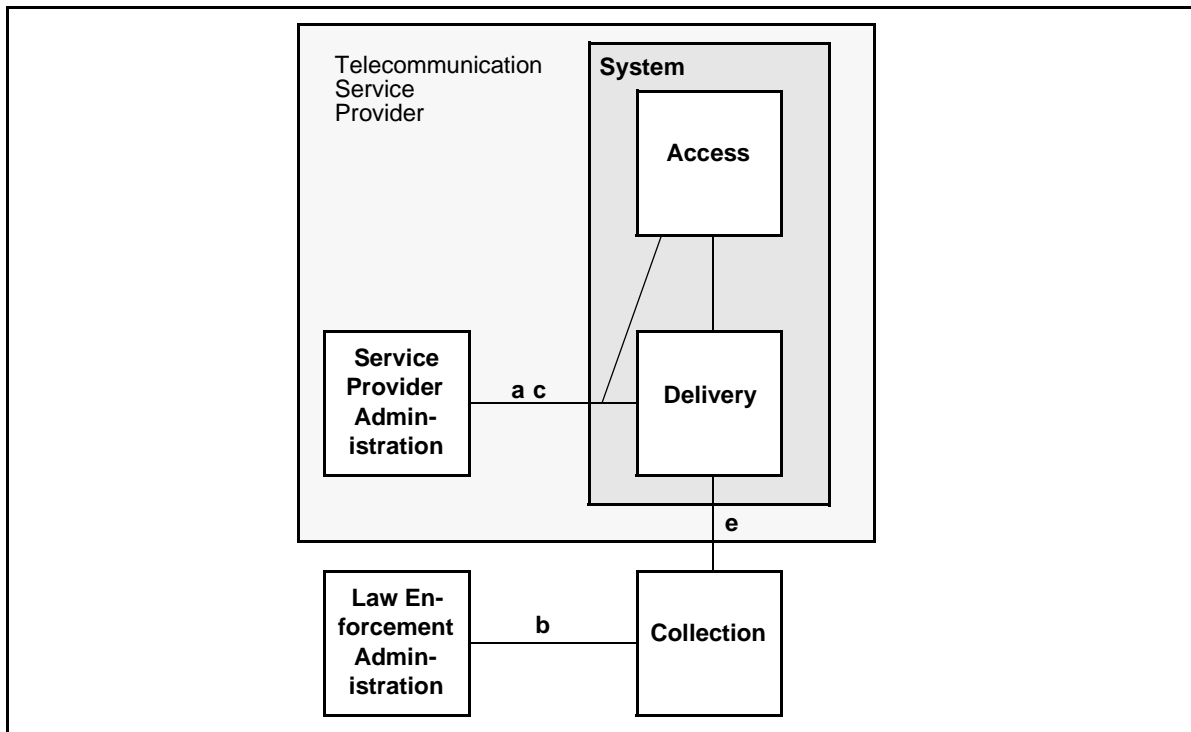 Telecommunication
Service
Provider
System
Access
Service
Provider
Admin-
istration
a c
Delivery
e
Law En-
forcement
Admin-
istration
b
Collection